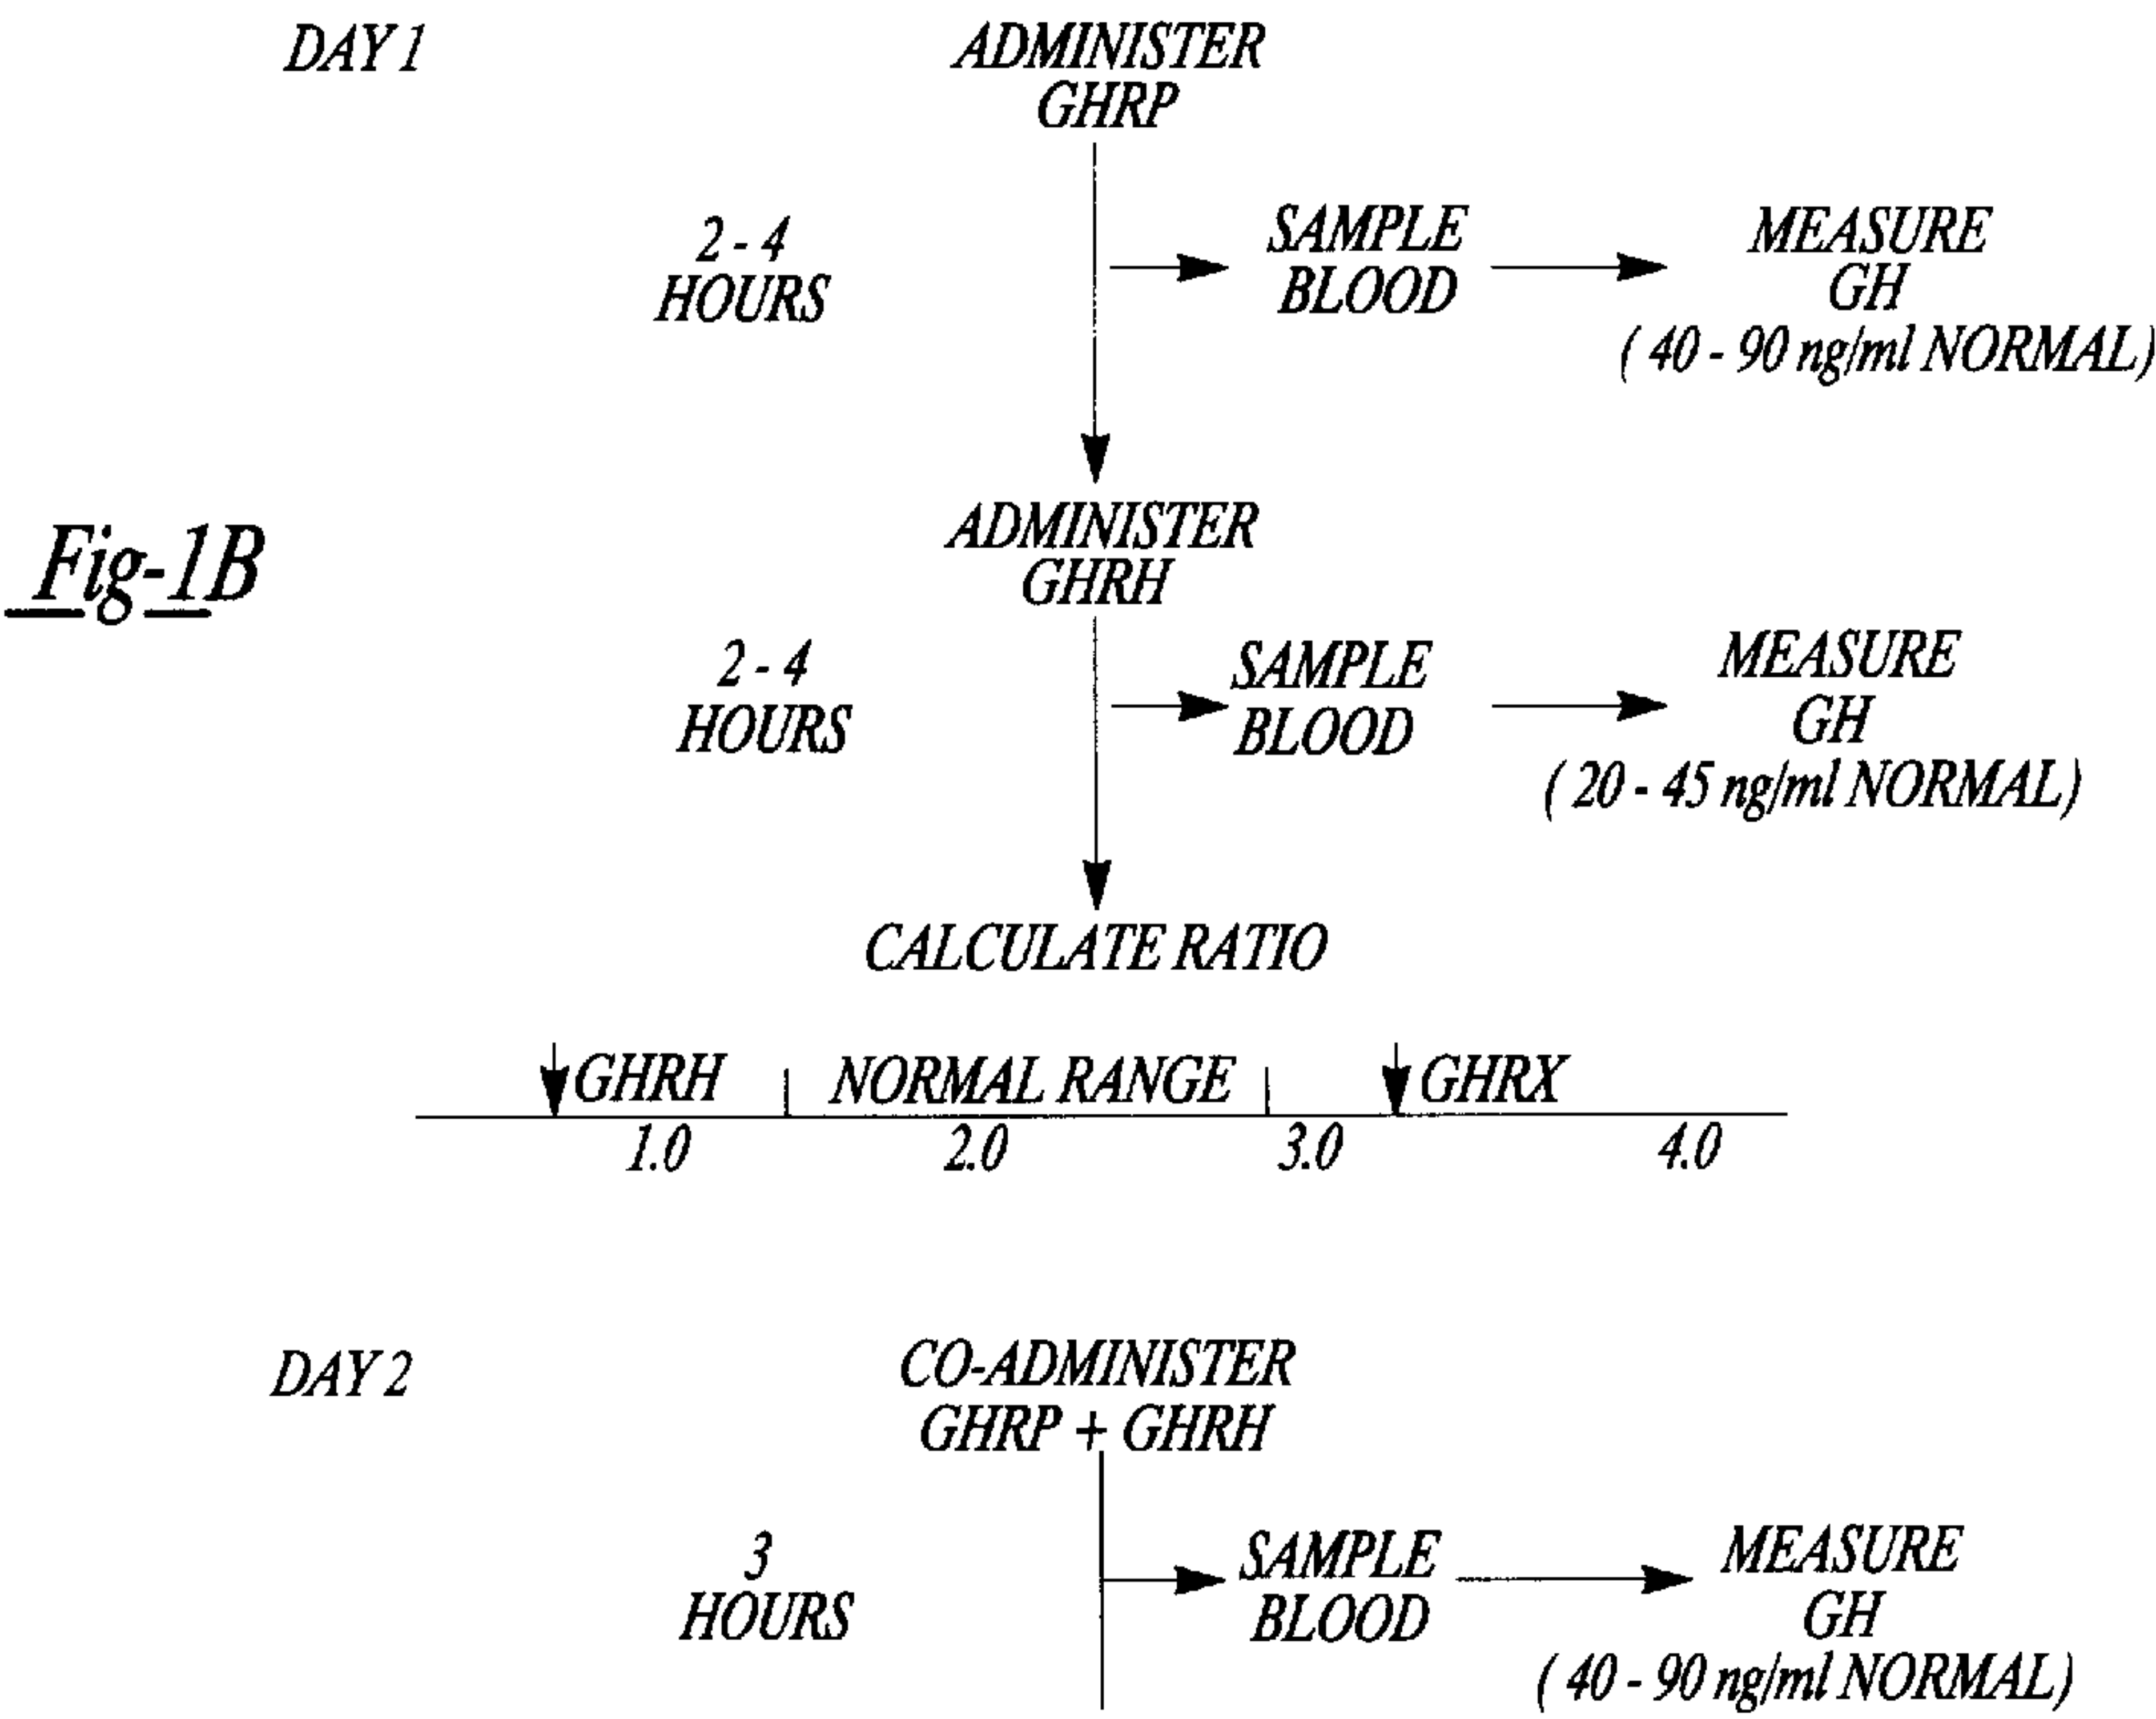 DAY 1
ADMINISTER
GHRP
2 - 4
HOURS
SAMPLE
BLOOD
MEASURE
GH
( 40 - 90 ng/ml NORMAL)
ADMINISTER
GHRH
Fig-1B
2 - 4
HOURS
SAMPLE
BLOOD
MEASURE
GH
( 20 - 45 ng/ml NORMAL)
CALCULATE RATIO
GHRH NORMAL RANGE GHRX
1.0 2.0 3.0 4.0
DAY 2
CO-ADMINISTER
GHRP + GHRH
3
HOURS
SAMPLE
BLOOD
MEASURE
GH
( 40 - 90 ng/ml NORMAL)